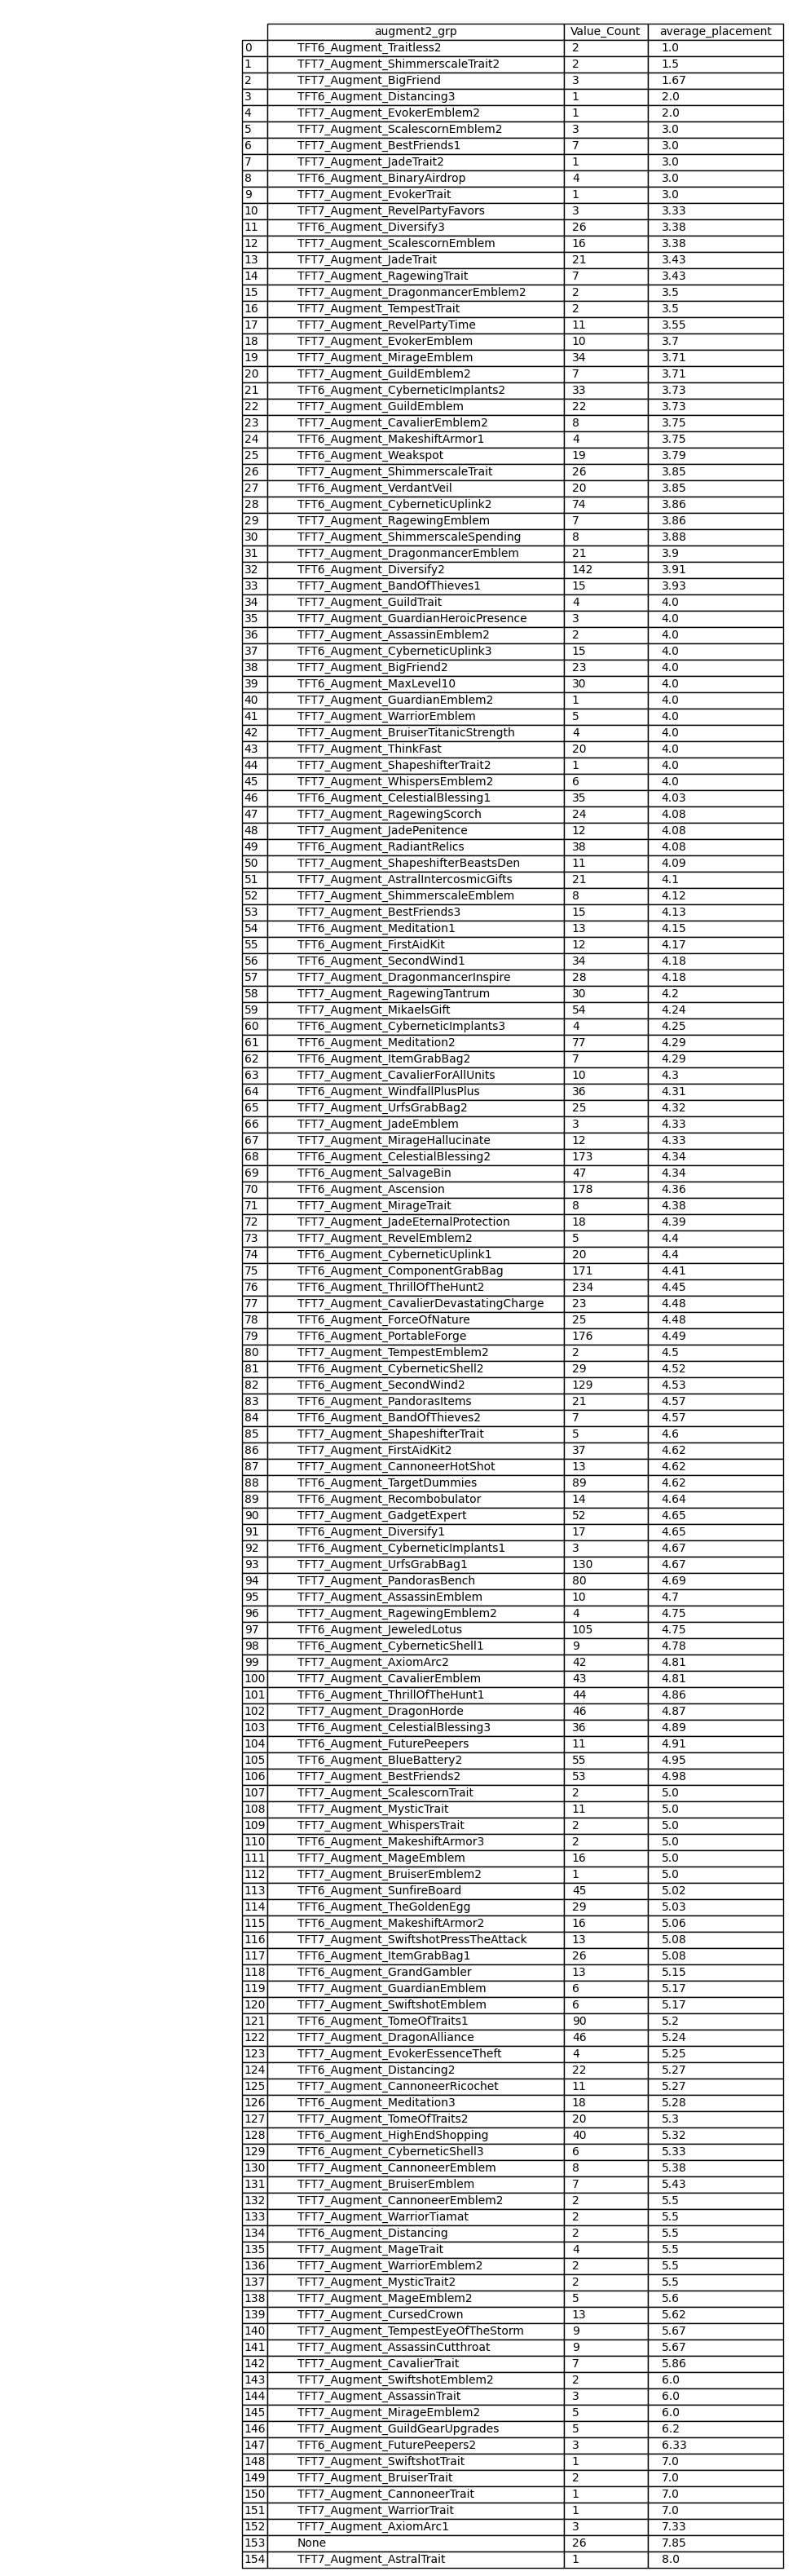 augment2_grp Value_Count average_placement
0 TFT6_Augment_Traitless2 2 1.0
1 TFT7_Augment_ShimmerscaleTrait2 2 1.5
2 TFT7_Augment_BigFriend 3 1.67
3 TFT6_Augment_Distancing3 1 2.0
4 TFT7_Augment_EvokerEmblem2 1 2.0
5 TFT7_Augment_ScalescornEmblem2 3 3.0
6 TFT7_Augment_BestFriends1 7 3.0
7 TFT7_Augment_JadeTrait2 1 3.0
8 TFT6_Augment_BinaryAirdrop 4 3.0
9 TFT7_Augment_EvokerTrait 1 3.0
10 TFT7_Augment_RevelPartyFavors 3 3.33
11 TFT6_Augment_Diversify3 26 3.38
12 TFT7_Augment_ScalescornEmblem 16 3.38
13 TFT7_Augment_JadeTrait 21 3.43
14 TFT7_Augment_RagewingTrait 7 3.43
15 TFT7_Augment_DragonmancerEmblem2 2 3.5
16 TFT7_Augment_TempestTrait 2 3.5
17 TFT7_Augment_RevelPartyTime 11 3.55
18 TFT7_Augment_EvokerEmblem 10 3.7
19 TFT7_Augment_MirageEmblem 34 3.71
20 TFT7_Augment_GuildEmblem2 7 3.71
21 TFT6_Augment_CyberneticImplants2 33 3.73
22 TFT7_Augment_GuildEmblem 22 3.73
23 TFT7_Augment_CavalierEmblem2 8 3.75
24 TFT6_Augment_MakeshiftArmor1 4 3.75
25 TFT6_Augment_Weakspot 19 3.79
26 TFT7_Augment_ShimmerscaleTrait 26 3.85
27 TFT6_Augment_VerdantVeil 20 3.85
28 TFT6_Augment_CyberneticUplink2 74 3.86
29 TFT7_Augment_RagewingEmblem 7 3.86
30 TFT7_Augment_ShimmerscaleSpending 8 3.88
31 TFT7_Augment_DragonmancerEmblem 21 3.9
32 TFT6_Augment_Diversify2 142 3.91
33 TFT7_Augment_BandOfThieves1 15 3.93
34 TFT7_Augment_GuildTrait 4 4.0
35 TFT7_Augment_GuardianHeroicPresence 3 4.0
36 TFT7_Augment_AssassinEmblem2 2 4.0
37 TFT6_Augment_CyberneticUplink3 15 4.0
38 TFT7_Augment_BigFriend2 23 4.0
39 TFT6_Augment_MaxLevel10 30 4.0
40 TFT7_Augment_GuardianEmblem2 1 4.0
41 TFT7_Augment_WarriorEmblem 5 4.0
42 TFT7_Augment_BruiserTitanicStrength 4 4.0
43 TFT7_Augment_ThinkFast 20 4.0
44 TFT7_Augment_ShapeshifterTrait2 1 4.0
45 TFT7_Augment_WhispersEmblem2 6 4.0
46 TFT6_Augment_CelestialBlessing1 35 4.03
47 TFT7_Augment_RagewingScorch 24 4.08
48 TFT7_Augment_JadePenitence 12 4.08
49 TFT6_Augment_RadiantRelics 38 4.08
50 TFT7_Augment_ShapeshifterBeastsDen 11 4.09
51 TFT7_Augment_AstralIntercosmicGifts 21 4.1
52 TFT7_Augment_ShimmerscaleEmblem 8 4.12
53 TFT7_Augment_BestFriends3 15 4.13
54 TFT6_Augment_Meditation1 13 4.15
55 TFT6_Augment_FirstAidKit 12 4.17
56 TFT6_Augment_SecondWind1 34 4.18
57 TFT7_Augment_DragonmancerInspire 28 4.18
58 TFT7_Augment_RagewingTantrum 30 4.2
59 TFT7_Augment_MikaelsGift 54 4.24
60 TFT6_Augment_CyberneticImplants3 4 4.25
61 TFT6_Augment_Meditation2 77 4.29
62 TFT6_Augment_ItemGrabBag2 7 4.29
63 TFT7_Augment_CavalierForAllUnits 10 4.3
64 TFT6_Augment_WindfallPlusPlus 36 4.31
65 TFT7_Augment_UrfsGrabBag2 25 4.32
66 TFT7_Augment_JadeEmblem 3 4.33
67 TFT7_Augment_MirageHallucinate 12 4.33
68 TFT6_Augment_CelestialBlessing2 173 4.34
69 TFT6_Augment_SalvageBin 47 4.34
70 TFT6_Augment_Ascension 178 4.36
71 TFT7_Augment_MirageTrait 8 4.38
72 TFT7_Augment_JadeEternalProtection 18 4.39
73 TFT7_Augment_RevelEmblem2 5 4.4
74 TFT6_Augment_CyberneticUplink1 20 4.4
75 TFT6_Augment_ComponentGrabBag 171 4.41
76 TFT6_Augment_ThrillOfTheHunt2 234 4.45
77 TFT7_Augment_CavalierDevastatingCharge 23 4.48
78 TFT6_Augment_ForceOfNature 25 4.48
79 TFT6_Augment_PortableForge 176 4.49
80 TFT7_Augment_TempestEmblem2 2 4.5
81 TFT6_Augment_CyberneticShell2 29 4.52
82 TFT6_Augment_SecondWind2 129 4.53
83 TFT6_Augment_PandorasItems 21 4.57
84 TFT6_Augment_BandOfThieves2 7 4.57
85 TFT7_Augment_ShapeshifterTrait 5 4.6
86 TFT7_Augment_FirstAidKit2 37 4.62
87 TFT7_Augment_CannoneerHotShot 13 4.62
88 TFT6_Augment_TargetDummies 89 4.62
89 TFT6_Augment_Recombobulator 14 4.64
90 TFT7_Augment_GadgetExpert 52 4.65
91 TFT6_Augment_Diversify1 17 4.65
92 TFT6_Augment_CyberneticImplants1 3 4.67
93 TFT7_Augment_UrfsGrabBag1 130 4.67
94 TFT7_Augment_PandorasBench 80 4.69
95 TFT7_Augment_AssassinEmblem 10 4.7
96 TFT7_Augment_RagewingEmblem2 4 4.75
97 TFT6_Augment_JeweledLotus 105 4.75
98 TFT6_Augment_CyberneticShell1 9 4.78
99 TFT7_Augment_AxiomArc2 42 4.81
100 TFT7_Augment_CavalierEmblem 43 4.81
101 TFT6_Augment_ThrillOfTheHunt1 44 4.86
102 TFT7_Augment_DragonHorde 46 4.87
103 TFT6_Augment_CelestialBlessing3 36 4.89
104 TFT6_Augment_FuturePeepers 11 4.91
105 TFT6_Augment_BlueBattery2 55 4.95
106 TFT7_Augment_BestFriends2 53 4.98
107 TFT7_Augment_ScalescornTrait 2 5.0
108 TFT7_Augment_MysticTrait 11 5.0
109 TFT7_Augment_WhispersTrait 2 5.0
110 TFT6_Augment_MakeshiftArmor3 2 5.0
111 TFT7_Augment_MageEmblem 16 5.0
112 TFT7_Augment_BruiserEmblem2 1 5.0
113 TFT6_Augment_SunfireBoard 45 5.02
114 TFT6_Augment_TheGoldenEgg 29 5.03
115 TFT6_Augment_MakeshiftArmor2 16 5.06
116 TFT7_Augment_SwiftshotPressTheAttack 13 5.08
117 TFT6_Augment_ItemGrabBag1 26 5.08
118 TFT6_Augment_GrandGambler 13 5.15
119 TFT7_Augment_GuardianEmblem 6 5.17
120 TFT7_Augment_SwiftshotEmblem 6 5.17
121 TFT6_Augment_TomeOfTraits1 90 5.2
122 TFT7_Augment_DragonAlliance 46 5.24
123 TFT7_Augment_EvokerEssenceTheft 4 5.25
124 TFT6_Augment_Distancing2 22 5.27
125 TFT7_Augment_CannoneerRicochet 11 5.27
126 TFT6_Augment_Meditation3 18 5.28
127 TFT7_Augment_TomeOfTraits2 20 5.3
128 TFT6_Augment_HighEndShopping 40 5.32
129 TFT6_Augment_CyberneticShell3 6 5.33
130 TFT7_Augment_CannoneerEmblem 8 5.38
131 TFT7_Augment_BruiserEmblem 7 5.43
132 TFT7_Augment_CannoneerEmblem2 2 5.5
133 TFT7_Augment_WarriorTiamat 2 5.5
134 TFT6_Augment_Distancing 2 5.5
135 TFT7_Augment_MageTrait 4 5.5
136 TFT7_Augment_WarriorEmblem2 2 5.5
137 TFT7_Augment_MysticTrait2 2 5.5
138 TFT7_Augment_MageEmblem2 5 5.6
139 TFT7_Augment_CursedCrown 13 5.62
140 TFT7_Augment_TempestEyeOfTheStorm 9 5.67
141 TFT7_Augment_AssassinCutthroat 9 5.67
142 TFT7_Augment_CavalierTrait 7 5.86
143 TFT7_Augment_SwiftshotEmblem2 2 6.0
144 TFT7_Augment_AssassinTrait 3 6.0
145 TFT7_Augment_MirageEmblem2 5 6.0
146 TFT7_Augment_GuildGearUpgrades 5 6.2
147 TFT6_Augment_FuturePeepers2 3 6.33
148 TFT7_Augment_SwiftshotTrait 1 7.0
149 TFT7_Augment_BruiserTrait 2 7.0
150 TFT7_Augment_CannoneerTrait 1 7.0
151 TFT7_Augment_WarriorTrait 1 7.0
152 TFT7_Augment_AxiomArc1 3 7.33
153 None 26 7.85
154 TFT7_Augment_AstralTrait 1 8.0